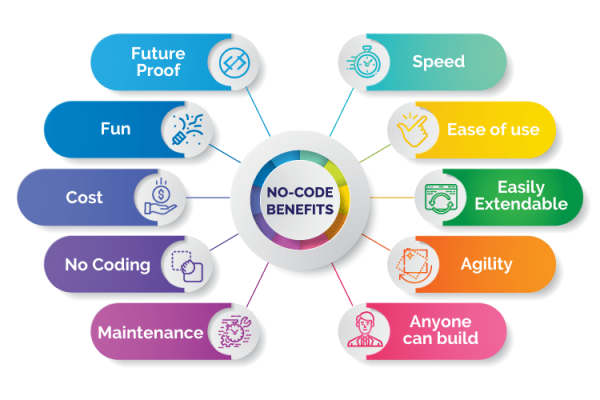 Future
Proof
Speed
Fun
Ease of use
Cost
NO-CODE
BENEFITS
Easily
Extendable
No Coding
Agility
Maintenance
Anyone
can build